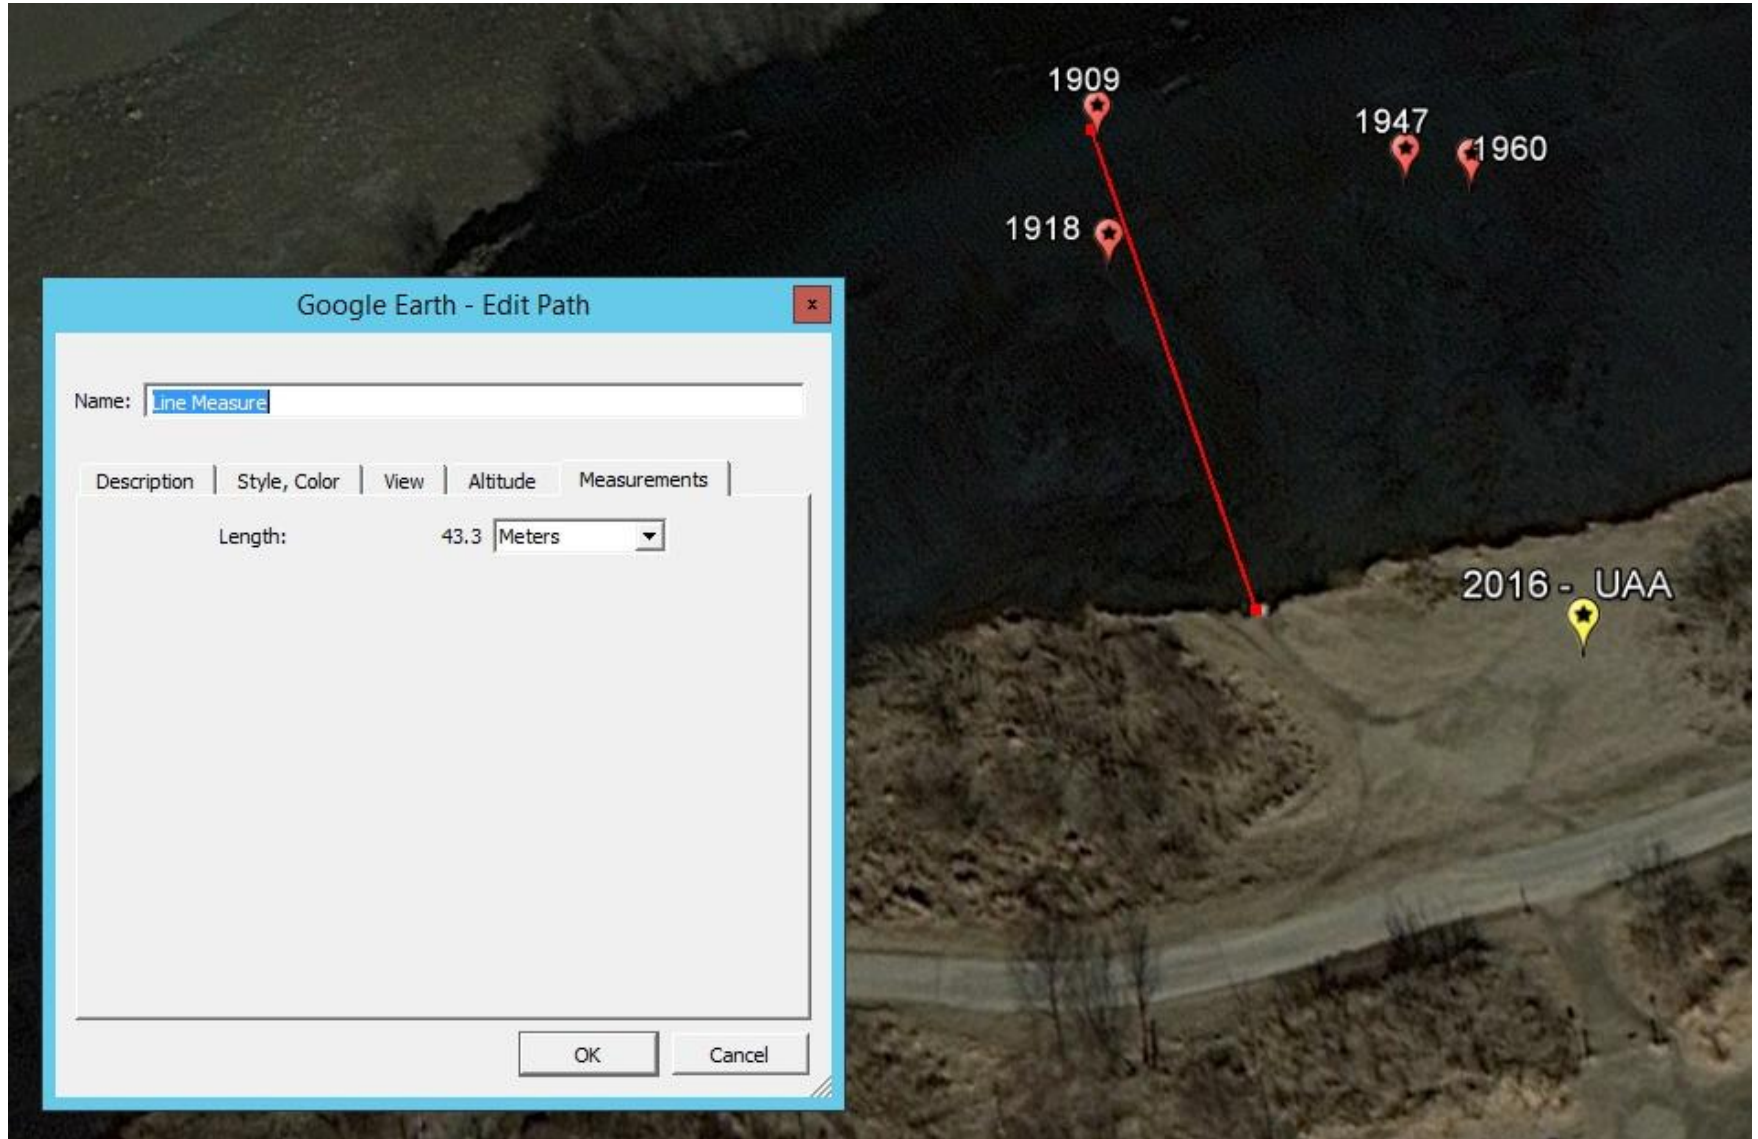 1909
1947
1960
1918
Google Earth - Edit Path
x
Name: Line Measure
Description Style, Color View Altitude Measurements
Length: 43.3 Meters
OK Cancel
2016 - UAA